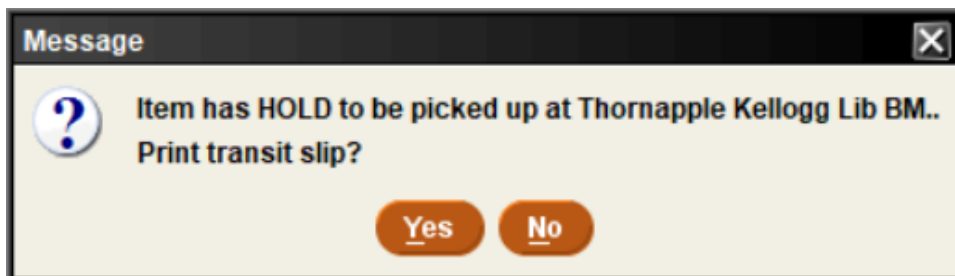 Message
Item has HOLD to be picked up at Thornapple Kellogg Lib BM..
Print transit slip?
Yes No